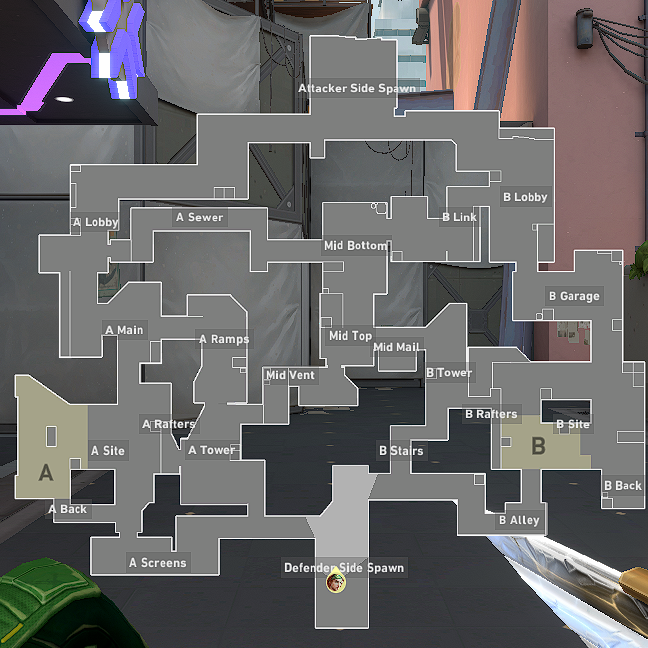 Attacker Side Spawn
B Lobby
A Lobby
A Sewer
B Link
Mid Bottom
B Garage
A Main
A Ramps
Mid Top
Mid Mail
Mid Vent
B Tower
A Rafters
B Rafters
B Site
A Site
A Tower
B Stairs
B
A
B Back
A Back
B Alley
A Screens
Defender Side Spawn